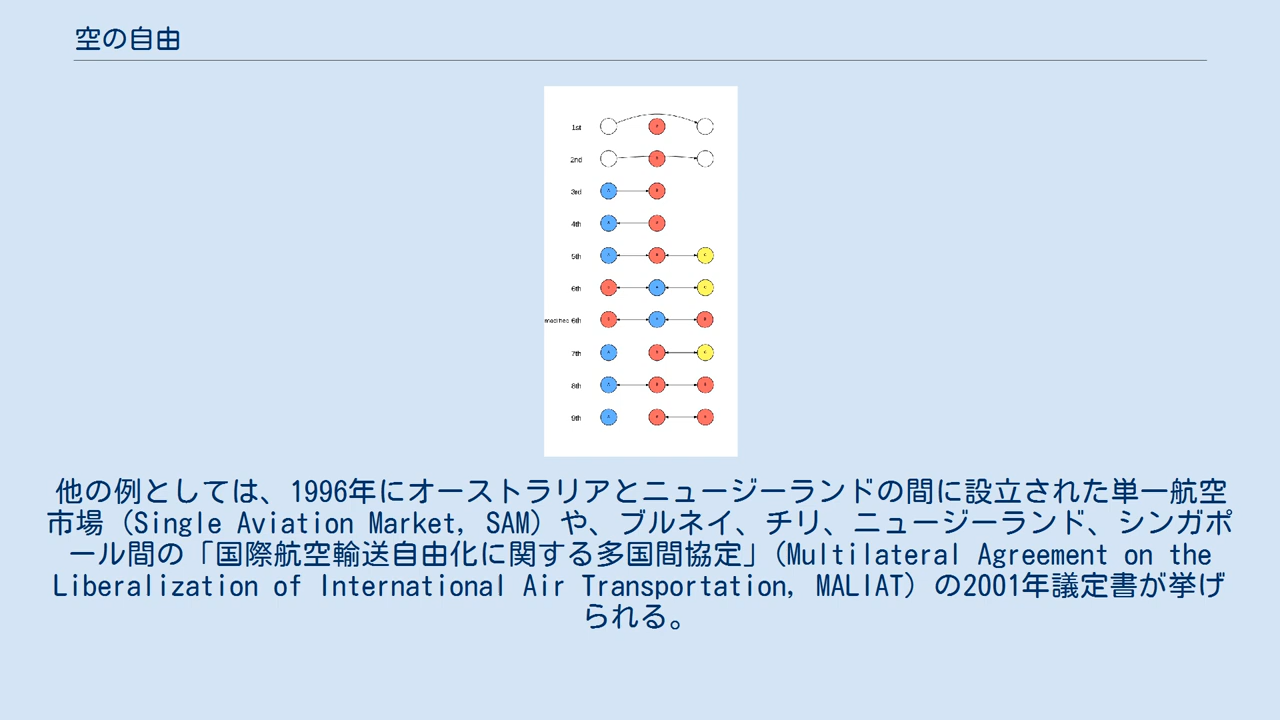 空の自由
1st
2nd
3rd
4th
5th
6th
modified 6th
7th
8th
9th
他の例としては、1996年にオーストラリアとニュージーランドの間に設立された単一航空
市場（Single Aviation Market, SAM）や、ブルネイ、チリ、ニュージーランド、シンガポ
ール間の「国際航空輸送自由化に関する多国間協定」（Multilateral Agreement on the
Liberalization of International Air Transportation, MALIAT）の2001年議定書が挙げ
られる。